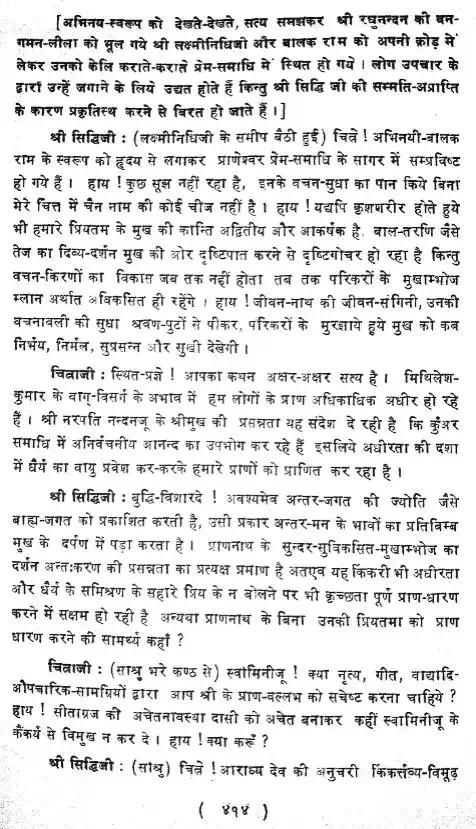 [अभिनय-स्वरूप को देखते-देखते, सत्य समझकर श्री रघुनन्दन की बन-
गमन-लीला को भूल गये श्री लक्ष्मीनिधिजी और बालक राम को अपनी क्रोड़ में
लेकर उनको केलि कराते-कराते प्रेम-समाधि में स्थित हो गये। लोग उपचार के
द्वारा उन्हें जगाने के लिये उद्यत होते हैं किन्तु श्री सिद्धि जी की सम्मति-अप्राप्ति
के कारण प्रकृतिस्थ करने से बिरत हो जाते हैं।]
श्री सिद्धिजी : (लक्ष्मीनिधिजी के समीप बैठी हुई) चित्रे ! अभिनयी-बालक
राम के स्वरूप को हृदय से लगाकर प्राणेश्वर प्रेम-समाधि के सागर में सम्प्रविष्ट
हो गये हैं। हाय ! कुछ सूझ नहीं रहा है, इनके वचन-सुधा का पान किये बिना
मेरे चित्त में चैन नाम की कोई चीज नहीं है। हाय ! यद्यपि कृशशरीर होते हुये
भी हमारे प्रियतम के मुख की कान्ति अद्वितीय और आकर्षक है, बाल-तरणि जैसे
तेज का दिव्य-दर्शन मुख की ओर दृष्टिपात करने से दृष्टिगोचर हो रहा है किन्तु
वचन-किरणों का विकास जब तक नहीं होता तब तक परिकरों के मुखाम्भोज
म्लान अर्थात अविकसित ही रहेंगे। हाय ! जीवन-नाथ की जीवन-संगिनी, उनकी
वचनावली की सुधा श्रवण-पुटों से पीकर, परिकरों के मुरझाये हुये मुख को कब
निर्भय, निर्मल, सुप्रसन्न और सुखी देखेगी।
चित्राजी : स्थित-प्रज्ञे ! आपका कथन अक्षर-अक्षर सत्य है। मिथिलेश-
कुमार के वाग्-विसर्ग के अभाव में हम लोगों के प्राण अधिकाधिक अधीर हो रहे
हैं। श्री नरपति नन्दनजू के श्रीमुख की प्रसन्नता यह संदेश दे रही है कि कुँअर
समाधि में अनिर्वचनीय आनन्द का उपभोग कर रहे हैं इसलिये अधीरता की दशा
में धैर्य का वायु प्रवेश कर-करके हमारे प्राणों को प्राणित कर रहा है।
श्री सिद्धिजी : बुद्धि-विशारदे ! अवश्यमेव अन्तर-जगत की ज्योति जैसे
बाह्य-जगत को प्रकाशित करती है, उसी प्रकार अन्तर-मन के भावों का प्रतिबिम्ब
मुख के दर्पण में पड़ा करता है। प्राणनाथ के सुन्दर-सुविकसित-मुखाम्भोज का
दर्शन अन्तःकरण की प्रसन्नता का प्रत्यक्ष प्रमाण है अतएव यह किंकरी भी अधीरता
और धैर्य के संमिश्रण के सहारे प्रिय के न बोलने पर भी कृच्छता पूर्ण प्राण-धारण
करने में सक्षम हो रही है अन्यथा प्राणनाथ के बिना उनकी प्रियतमा को प्राण
धारण करने की सामर्थ्य कहाँ ?
चित्राजी : (साश्रु भरे कण्ठ से) स्वामिनीजू ! क्या नृत्य, गीत, वाद्यादि-
औपचारिक-सामग्रियों द्वारा आप श्री के प्राण-वल्लभ को सचेष्ट करना चाहिये ?
हाय ! सीताग्रज की अचेतनावस्था दासी को अचेत बनाकर कहीं स्वामिनीजू के
कैंकर्य से विमुख न कर दे। हाय ! क्या करूँ ?
श्री सिद्धिजी : (साश्रु) चित्रे ! आराध्य देव की अनुचरी किंकर्त्तव्य-विमूढ़
( ४१४ )